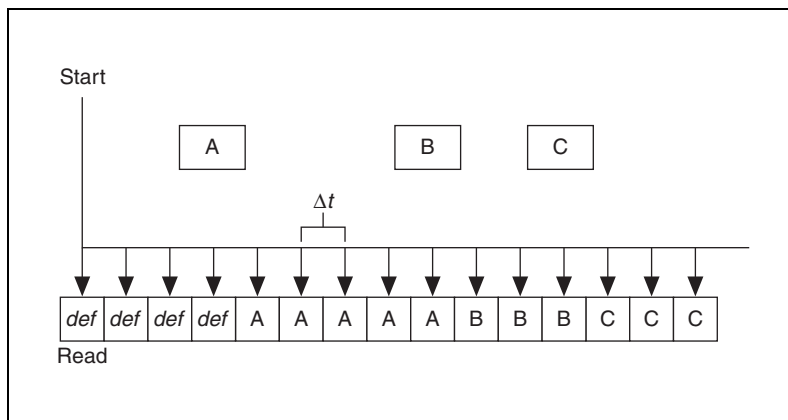 Start
A B C
Δt
def def def def A A A A A B B B C C C
Read